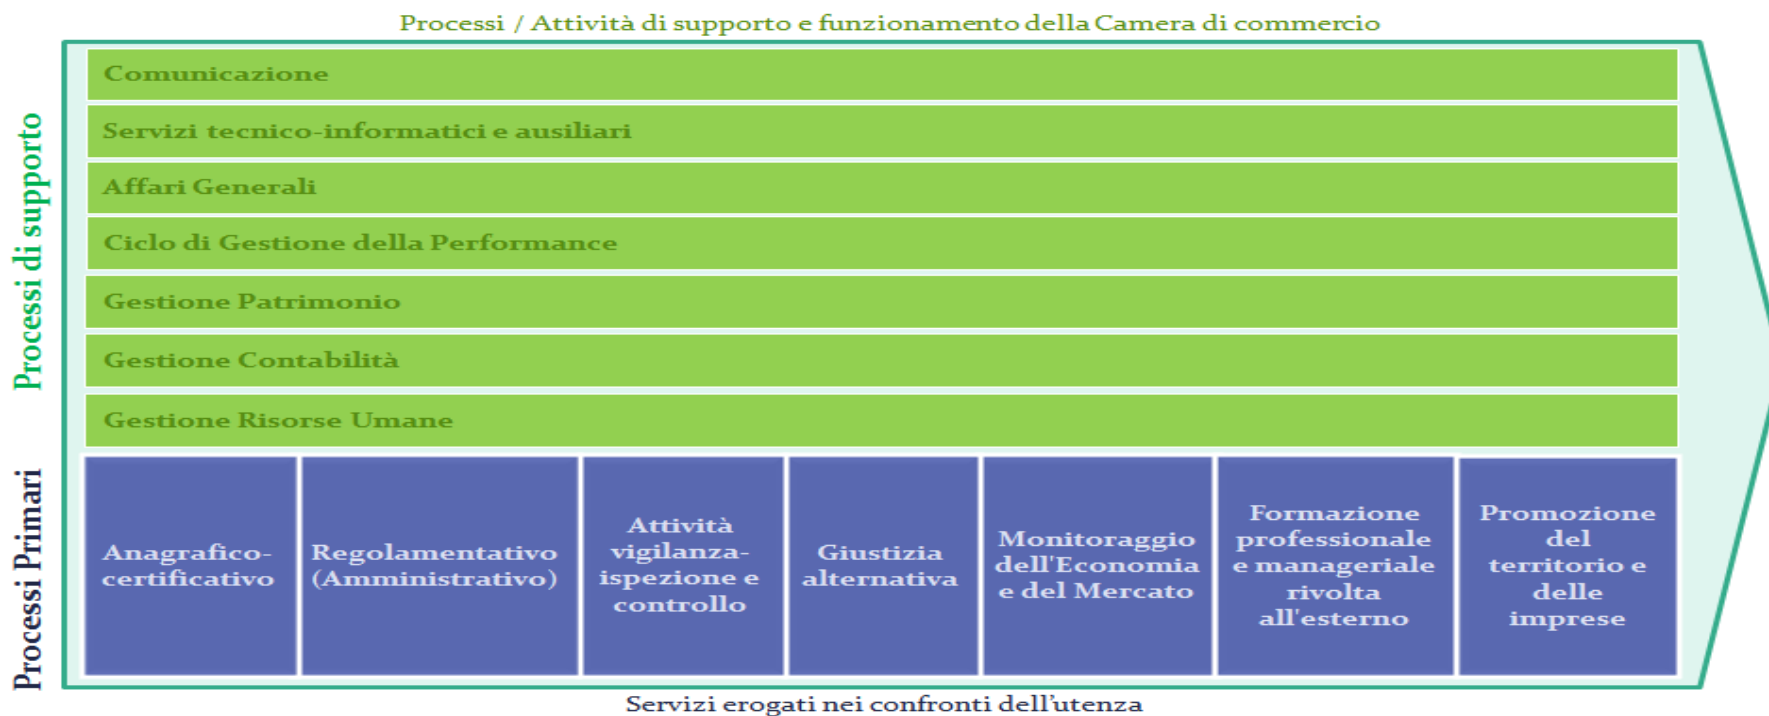 Processi / Attività di supporto e funzionamento della Camera di commercio
Processi di supporto
Comunicazione
Servizi tecnico-informatici e ausiliari
Affari Generali
Ciclo di Gestione della Performance
Gestione Patrimonio
Gestione Contabilità
Gestione Risorse Umane
Processi Primari
Anagrafico-
certificativo
Regolamentativo
(Amministrativo)
Attività
vigilanza-
ispezione e
controllo
Giustizia
alternativa
Monitoraggio
dell'Economia
e del Mercato
Formazione
professionale
e manageriale
rivolta
all'esterno
Promozione
del
territorio e
delle
imprese
Servizi erogati nei confronti dell’utenza